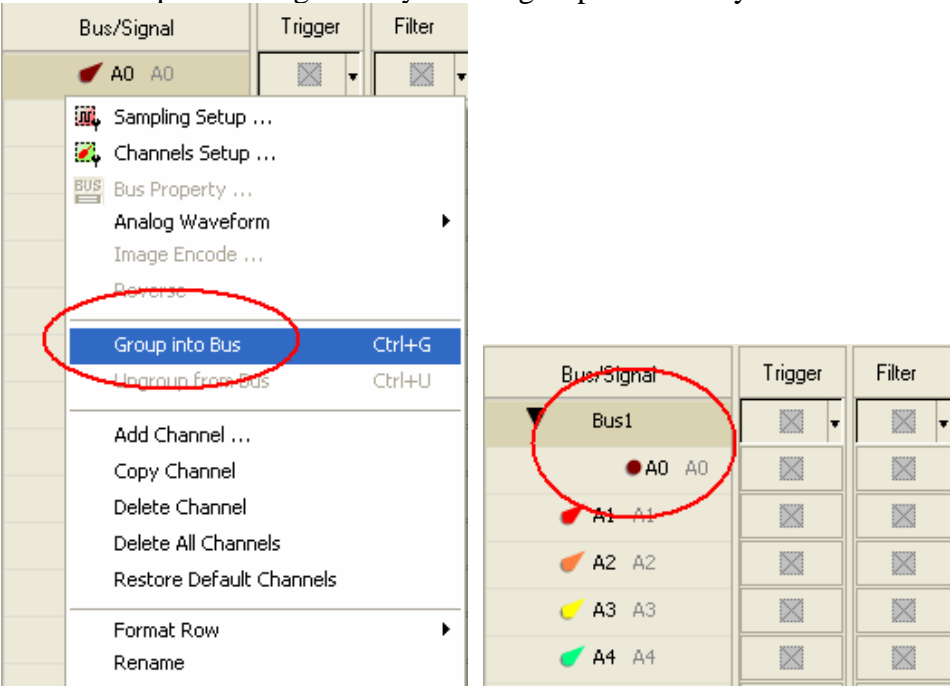 Bus/Signal Trigger Filter
A0 A0
Sampling Setup ...
Channels Setup ...
BUS Bus Property ...
Analog Waveform
Image Encode ...
Reverse
Group into Bus Ctrl+G
Ungroup from Bus Ctrl+U
Add Channel ...
Copy Channel
Delete Channel
Delete All Channels
Restore Default Channels
Format Row
Rename
Bus/Signal Trigger Filter
Bus1
A0 A0
A1 A1
A2 A2
A3 A3
A4 A4